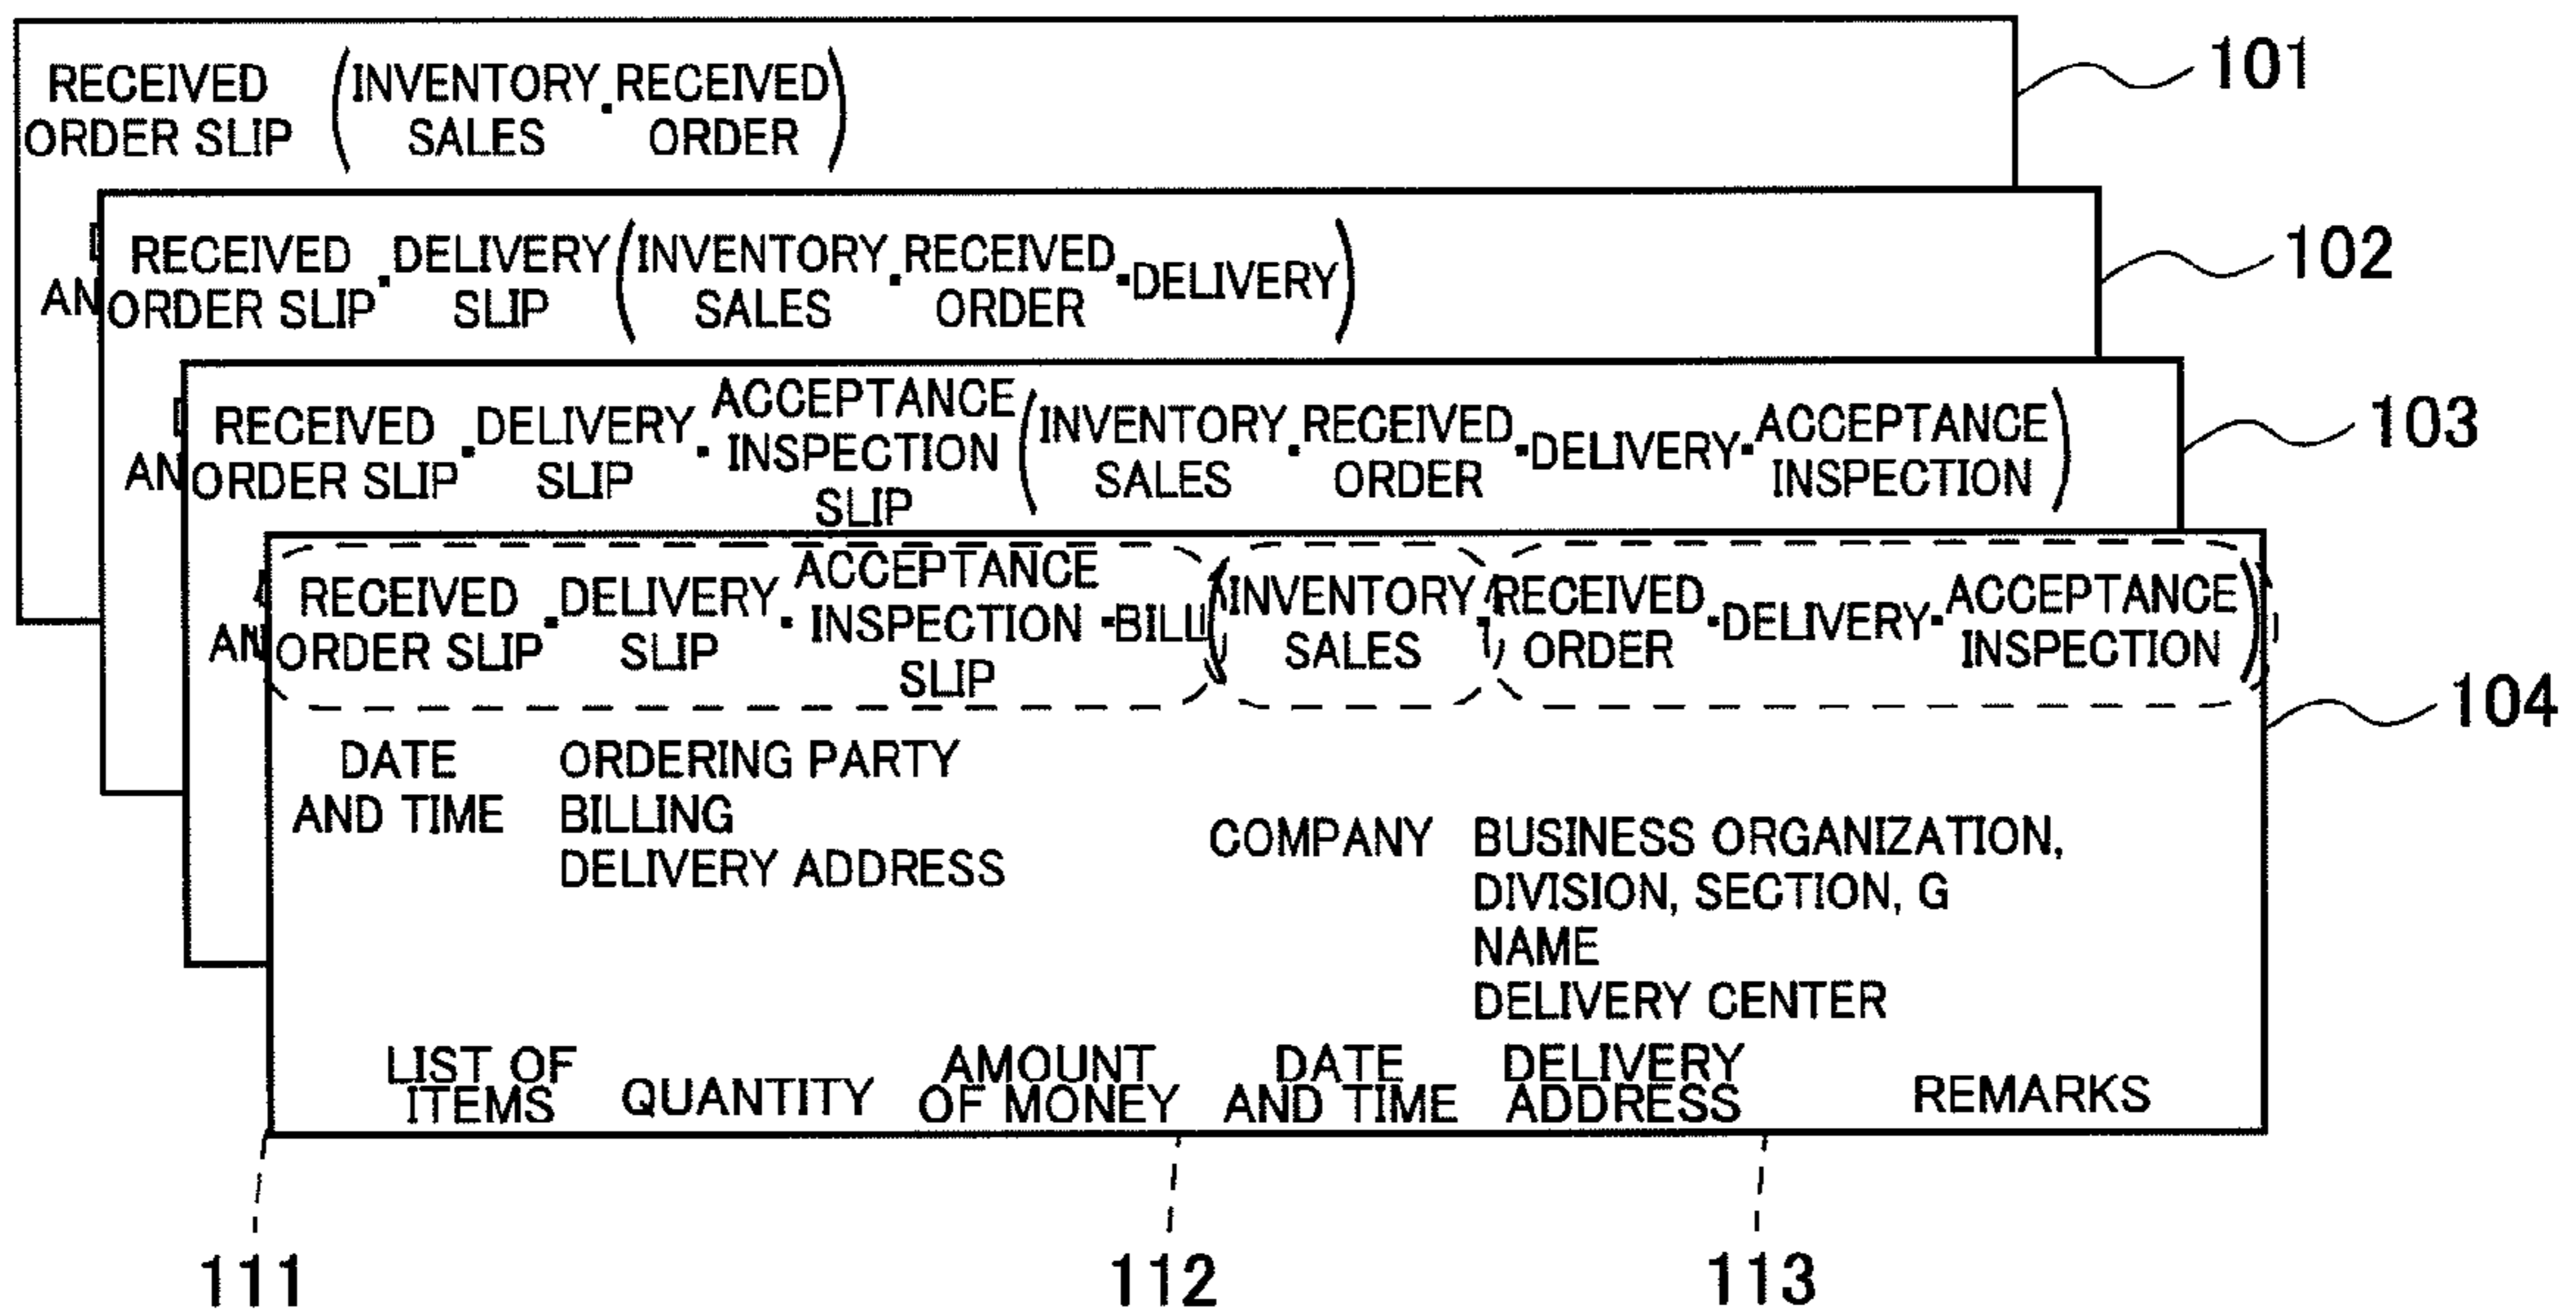 RECEIVED ORDER SLIP (INVENTORY SALES・RECEIVED ORDER)
101
RECEIVED ORDER SLIP・DELIVERY SLIP (INVENTORY SALES・RECEIVED ORDER・DELIVERY)
AN
102
RECEIVED ORDER SLIP・DELIVERY SLIP・ACCEPTANCE INSPECTION SLIP (INVENTORY SALES・RECEIVED ORDER・DELIVERY・ACCEPTANCE INSPECTION)
AN
103
RECEIVED ORDER SLIP・DELIVERY SLIP・ACCEPTANCE INSPECTION SLIP・BILL (INVENTORY SALES・RECEIVED ORDER・DELIVERY・ACCEPTANCE INSPECTION)
AN
104
DATE AND TIME
ORDERING PARTY
BILLING
DELIVERY ADDRESS
COMPANY
BUSINESS ORGANIZATION,
DIVISION, SECTION, G
NAME
DELIVERY CENTER
LIST OF ITEMS
QUANTITY
AMOUNT OF MONEY
DATE AND TIME
DELIVERY ADDRESS
REMARKS
111
112
113